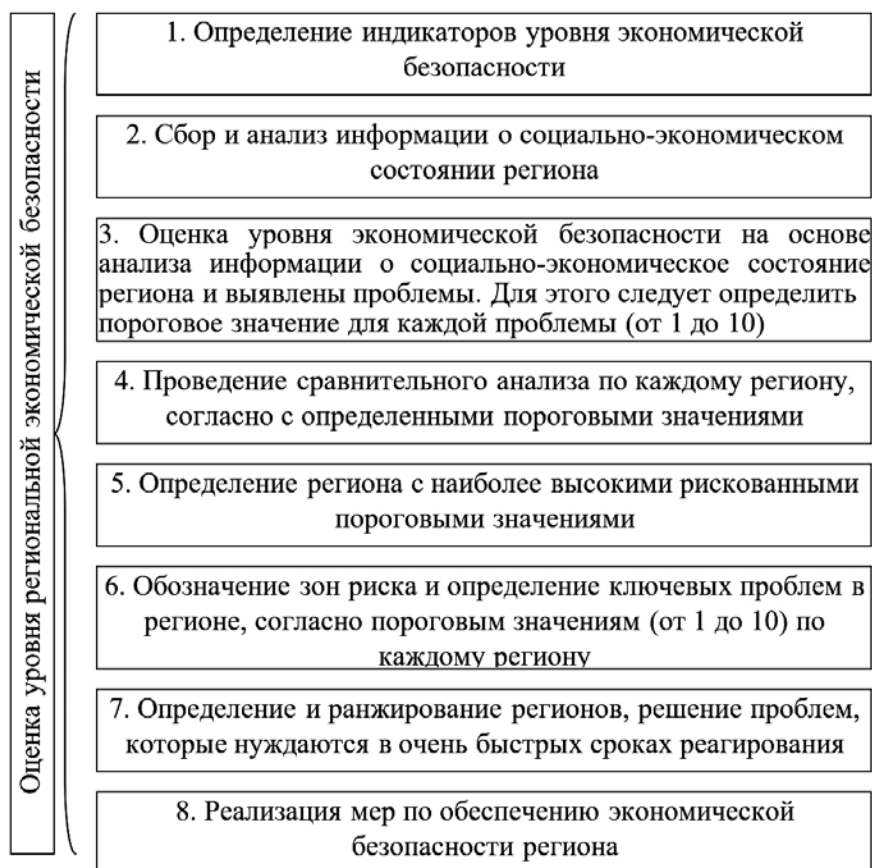 Оценка уровня региональной экономической безопасности
1. Определение индикаторов уровня экономической
безопасности
2. Сбор и анализ информации о социально-экономическом
состоянии региона
3. Оценка уровня экономической безопасности на основе
анализа информации о социально-экономическое состояние
региона и выявлены проблемы. Для этого следует определить
пороговое значение для каждой проблемы (от 1 до 10)
4. Проведение сравнительного анализа по каждому региону,
согласно с определенными пороговыми значениями
5. Определение региона с наиболее высокими рискованными
пороговыми значениями
6. Обозначение зон риска и определение ключевых проблем в
регионе, согласно пороговым значениям (от 1 до 10) по
каждому региону
7. Определение и ранжирование регионов, решение проблем,
которые нуждаются в очень быстрых сроках реагирования
8. Реализация мер по обеспечению экономической
безопасности региона